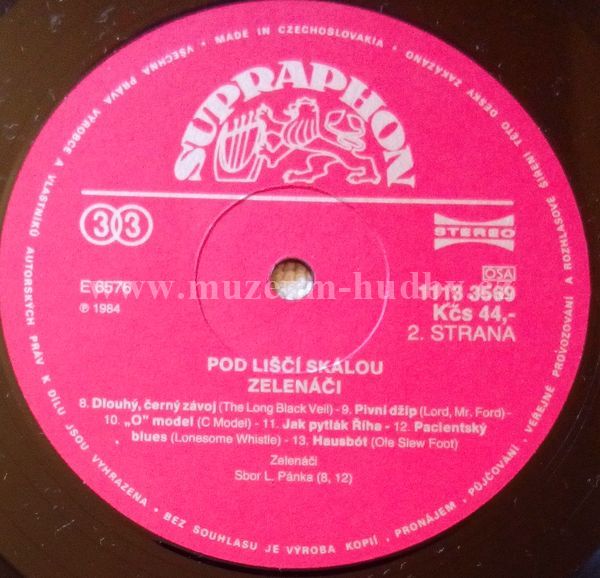 VŠECHNA PRÁVA VÝROBCE A VLASTNÍKŮ AUTORSKÝCH PRÁV K DÍLU JSOU VYHRAZENA • BEZ SOUHLASU JE VÝROBA KOPIÍ, PRONÁJEM, PŮJČOVÁNÍ, VEŘEJNÉ PROVOZOVÁNÍ A ROZHLASOVÉ ŠÍŘENÍ TÉTO DESKY ZAKÁZÁNO • MADE IN CZECHOSLOVAKIA •
SUPRAPHON
33
STEREO
E 6576
OSA
www.muzeum-hudby.cz
1113 3569
℗ 1984
Kčs 44,-
2. STRANA
POD LIŠČÍ SKÁLOU
ZELENÁČI
8. Dlouhý, černý závoj (The Long Black Veil) - 9. Pivní džíp (Lord, Mr. Ford) -
10. „O" model (C Model) - 11. Jak pytlák Říha - 12. Pacientský
blues (Lonesome Whistle) - 13. Hausbót (Ole Slew Foot)
Zelenáči
Sbor L. Pánka (8, 12)